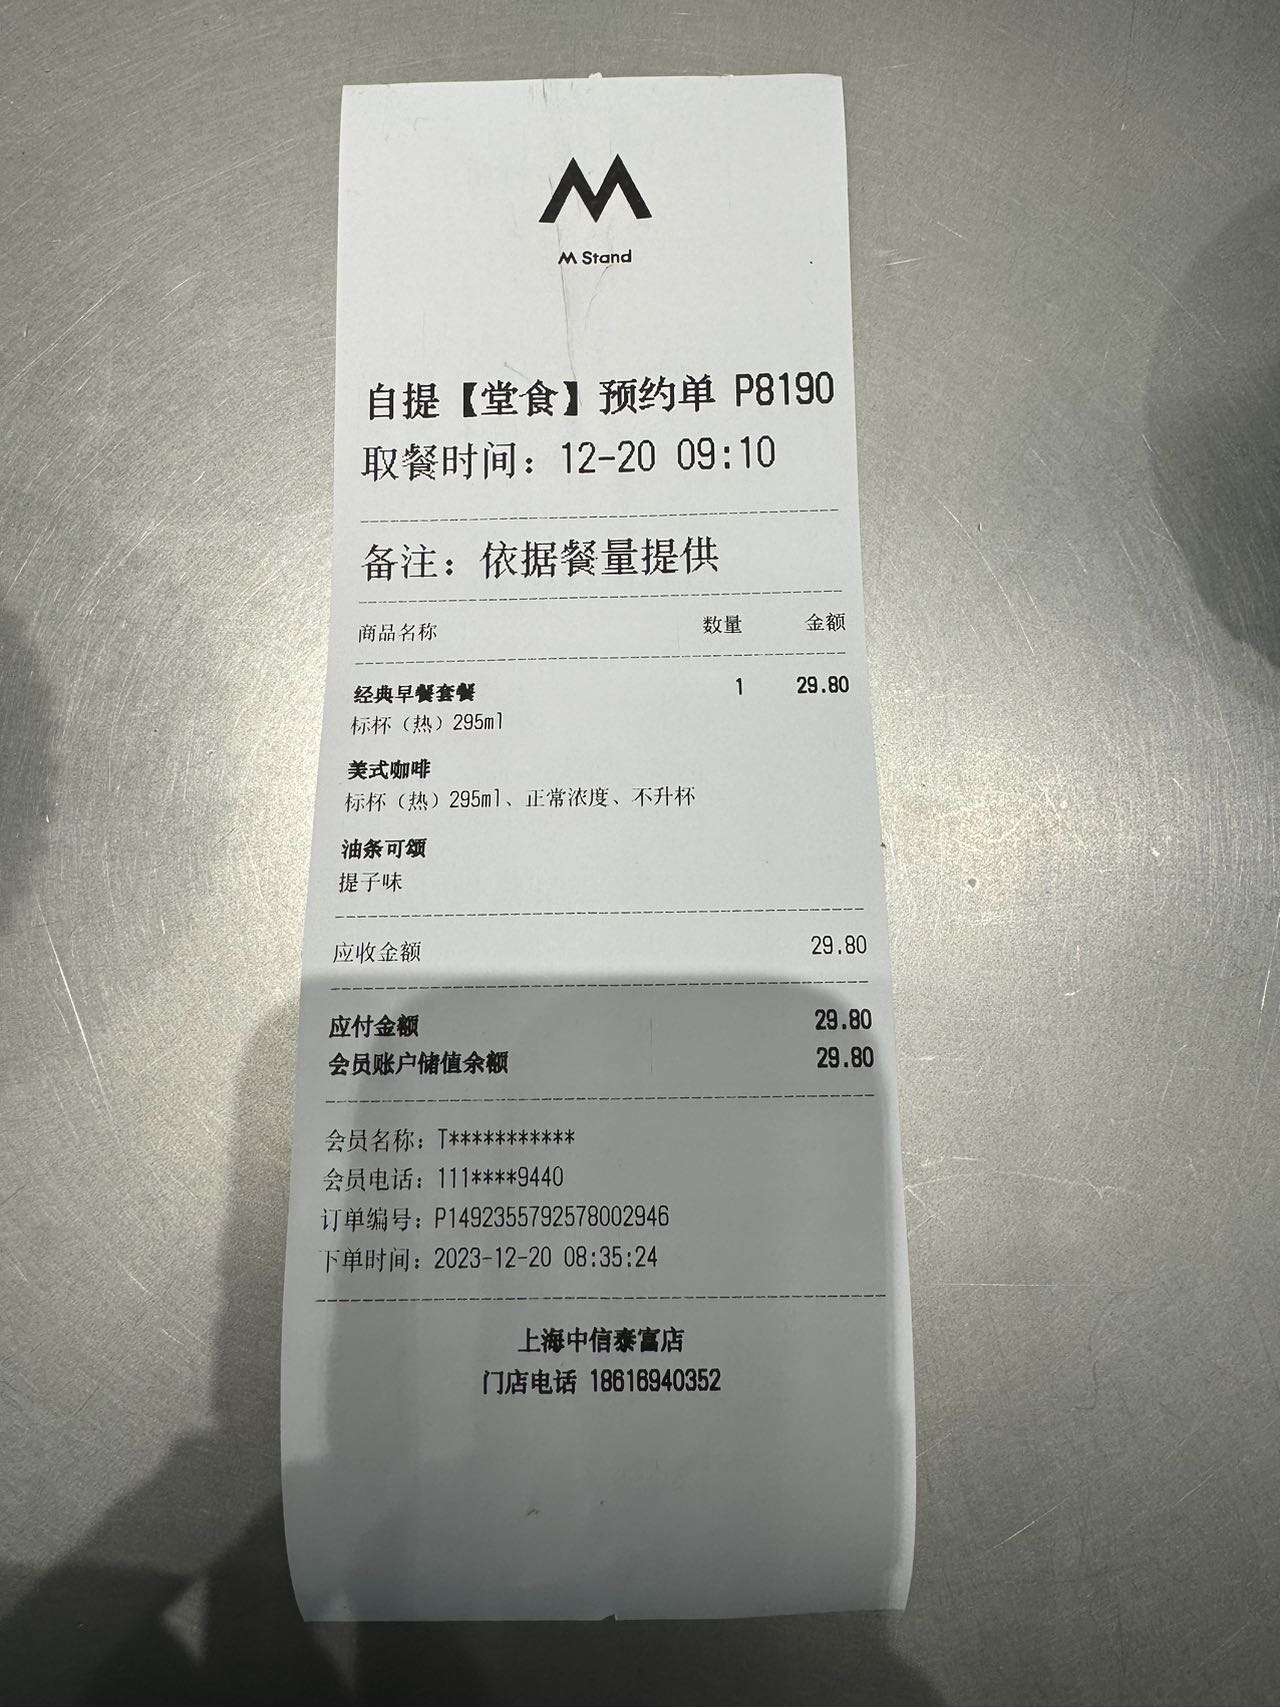 M Stand
自提【堂食】预约单 P8190
取餐时间：12-20 09:10
备注：依据餐量提供
商品名称 数量 金额
经典早餐套餐 1 29.80
标杯（热）295ml
美式咖啡
标杯（热）295ml、正常浓度、不升杯
油条可颂
提子味
应收金额 29.80
应付金额 29.80
会员账户储值余额 29.80
会员名称：T***********
会员电话：111****9440
订单编号：P1492355792578002946
下单时间：2023-12-20 08:35:24
上海中信泰富店
门店电话 18616940352